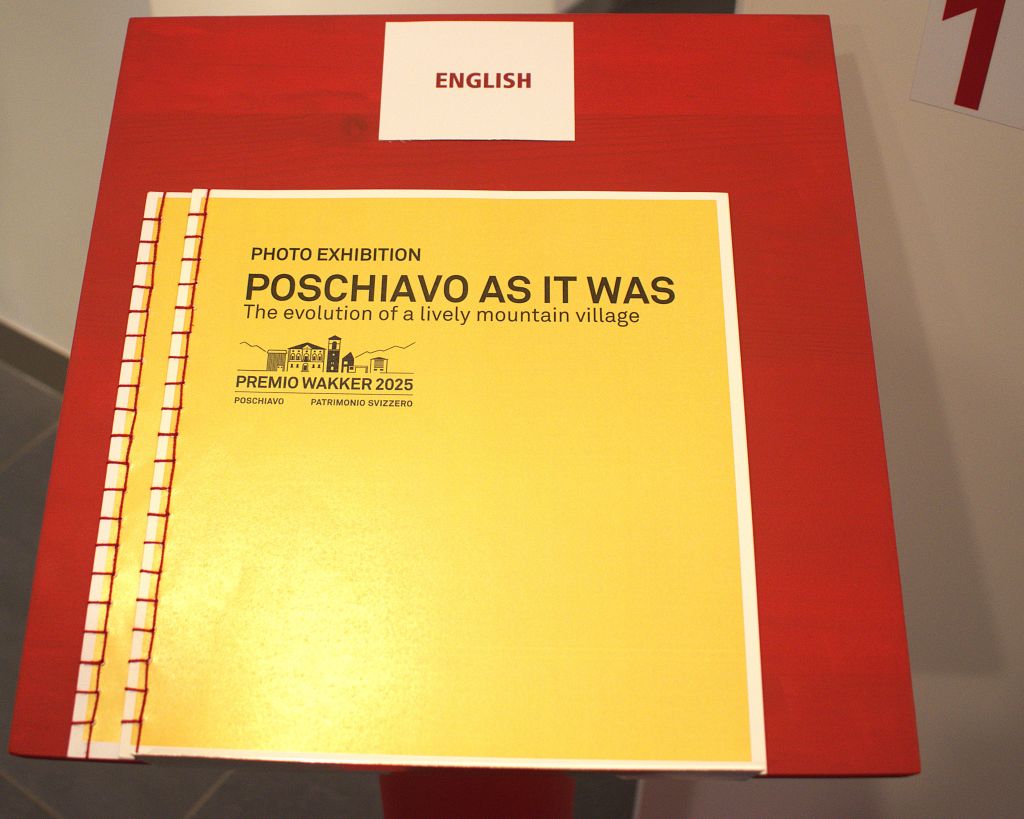 ENGLISH
1
PHOTO EXHIBITION
POSCHIAVO AS IT WAS
The evolution of a lively mountain village
PREMIO WAKKER 2025
POSCHIAVO PATRIMONIO SVIZZERO